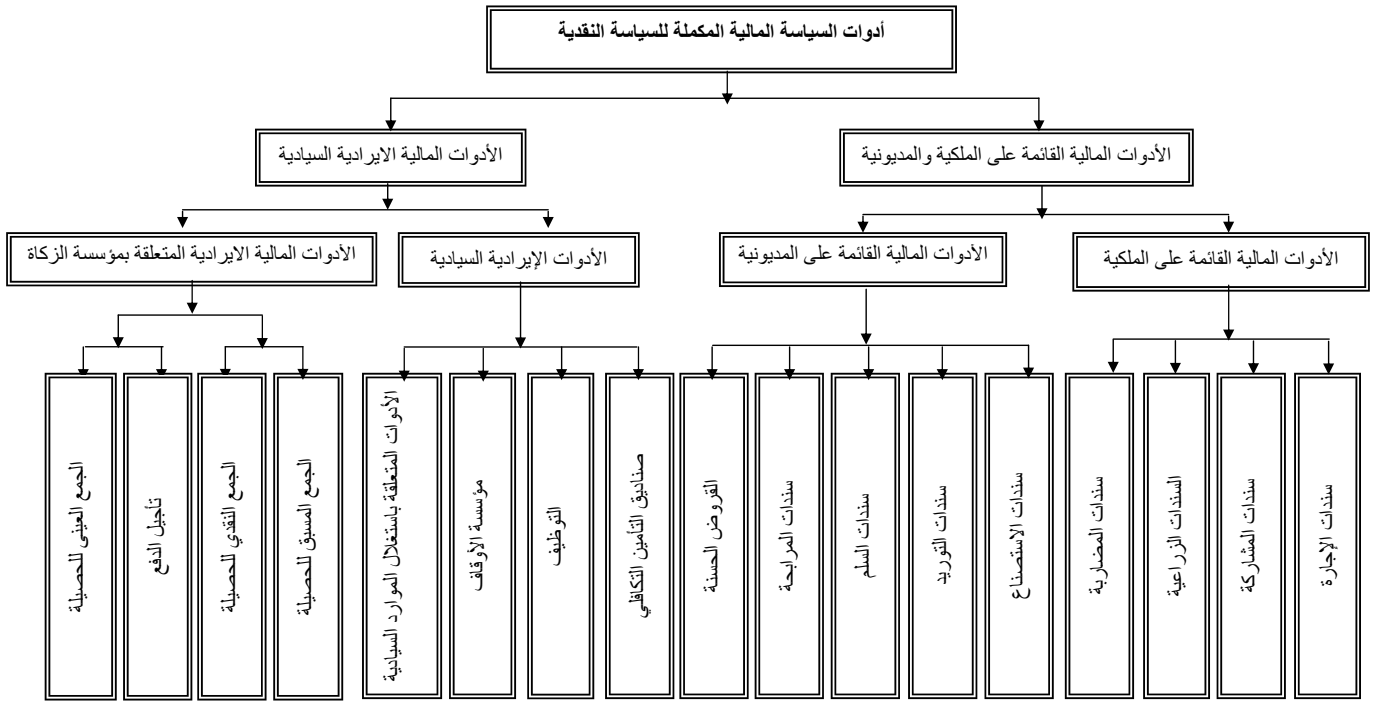 أدوات السياسة المالية المكملة للسياسة النقدية
الأدوات المالية القائمة على الملكية والمديونية
الأدوات المالية الايرادية السيادية
الأدوات المالية القائمة على الملكية
الأدوات المالية القائمة على المديونية
الأدوات الإيرادية السيادية
الأدوات المالية الايرادية المتعلقة بمؤسسة الزكاة
سندات الإجارة
سندات المشاركة
السندات الزراعية
سندات المضاربة
سندات الاستصناع
سندات التوريد
سندات السلم
سندات المرابحة
القروض الحسنة
صناديق التأمين التكافلي
التوظيف
مؤسسة الأوقاف
الأدوات المتعلقة باستغلال الموارد السيادية
الجمع المسبق للحصيلة
الجمع النقدي للحصيلة
تأجيل الدفع
الجمع العيني للحصيلة